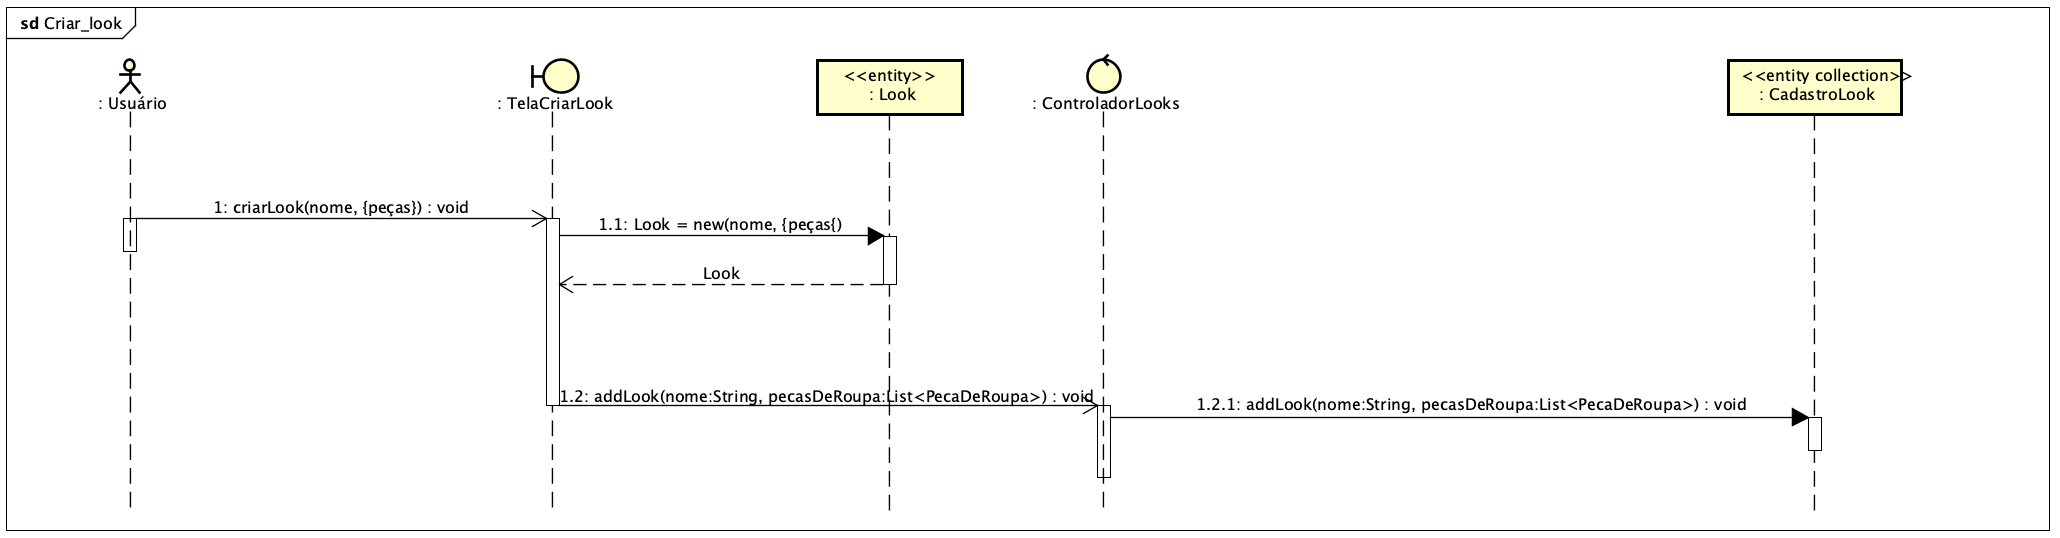 sd Criar_look
: Usuário
: TelaCriarLook
<<entity>>
: Look
: ControladorLooks
<<entity collection>>
: CadastroLook
1: criarLook(nome, {peças}) : void
1.1: Look = new(nome, {peças{)
Look
1.2: addLook(nome:String, pecasDeRoupa:List<PecaDeRoupa>) : void
1.2.1: addLook(nome:String, pecasDeRoupa:List<PecaDeRoupa>) : void